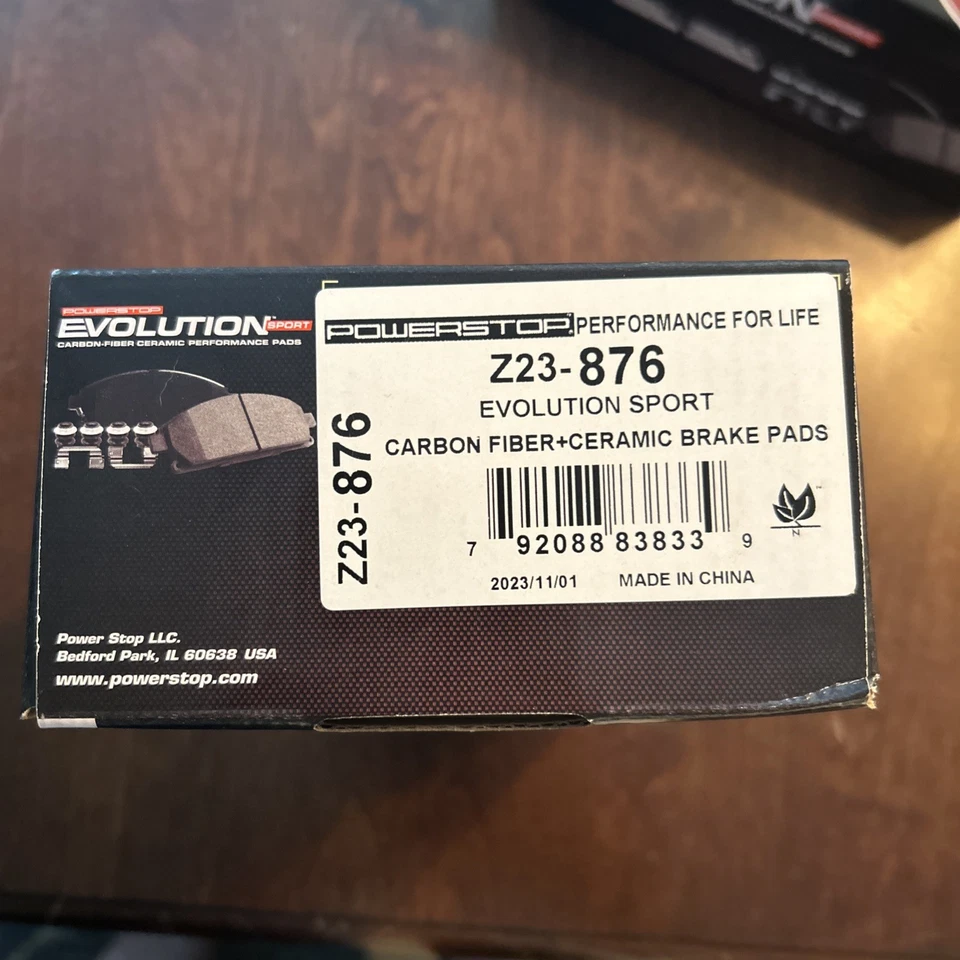 POWERSTOP
EVOLUTION SPORT™
CARBON-FIBER CERAMIC PERFORMANCE PADS
POWERSTOP PERFORMANCE FOR LIFE
Z23-876
EVOLUTION SPORT
CARBON FIBER+CERAMIC BRAKE PADS
Z23-876
7 92088 83833 9
N
2023/11/01 MADE IN CHINA
Power Stop LLC.
Bedford Park, IL 60638 USA
www.powerstop.com